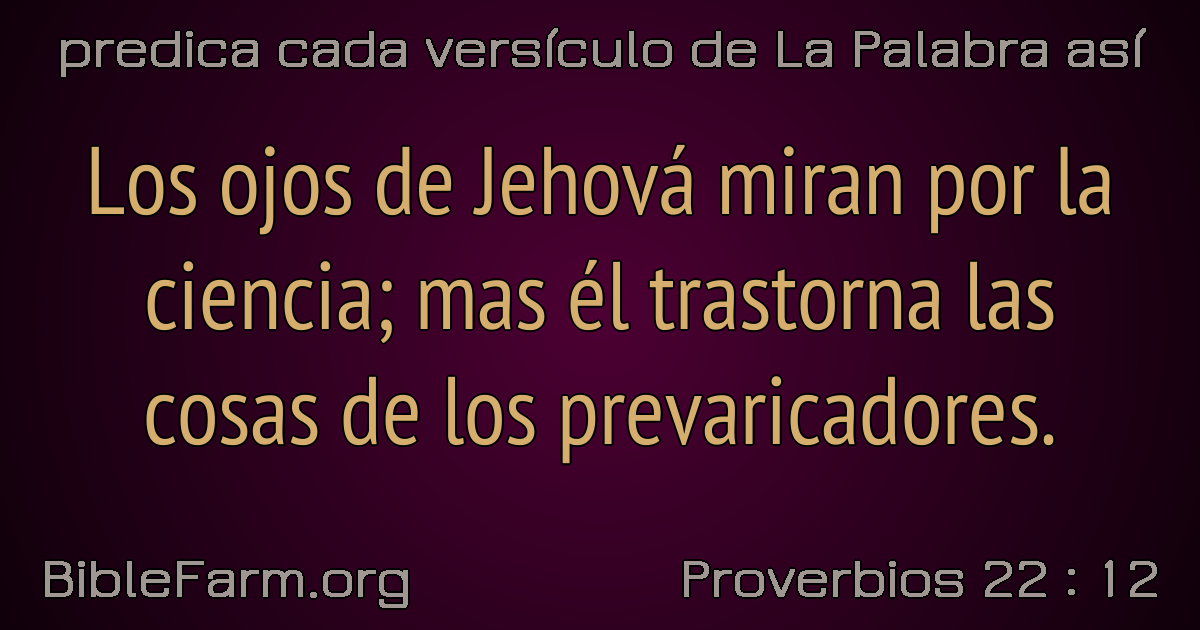 predica cada versículo de La Palabra así
Los ojos de Jehová miran por la
ciencia; mas él trastorna las
cosas de los prevaricadores.
BibleFarm.org
Proverbios 22 : 12